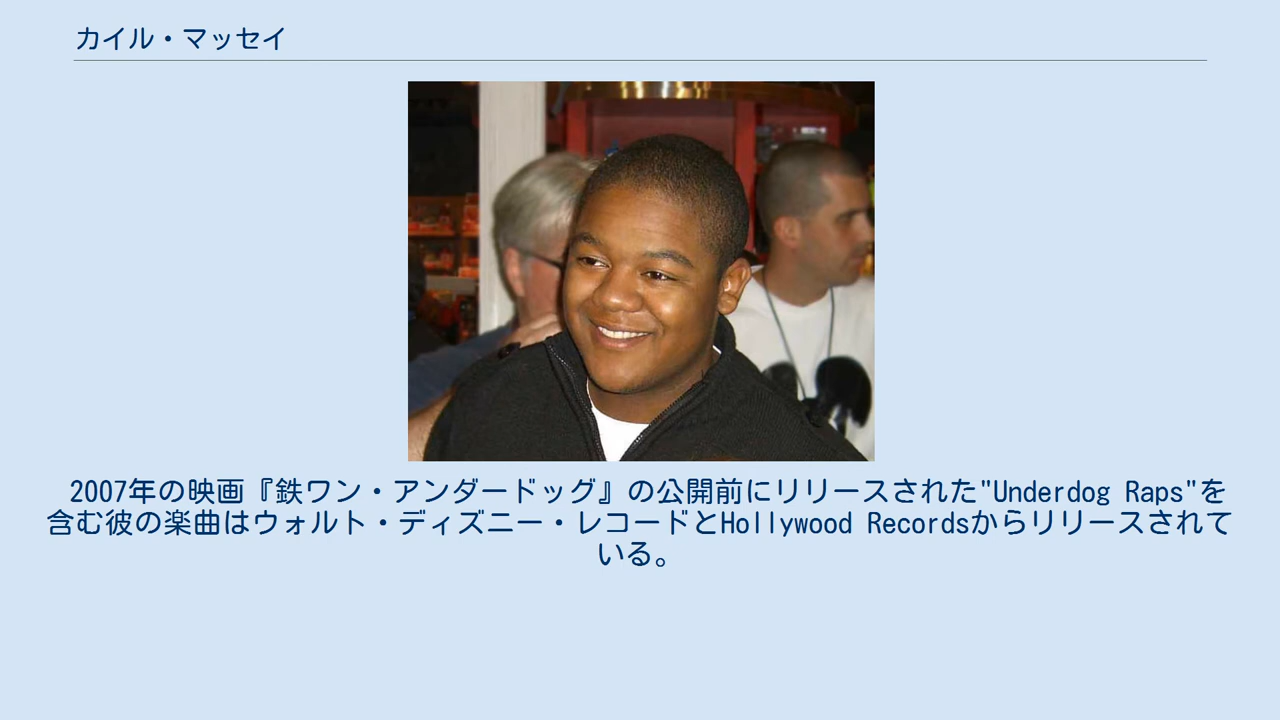 カイル・マッセイ
2007年の映画『鉄ワン・アンダードッグ』の公開前にリリースされた"Underdog Raps"を
含む彼の楽曲はウォルト・ディズニー・レコードとHollywood Recordsからリリースされて
いる。